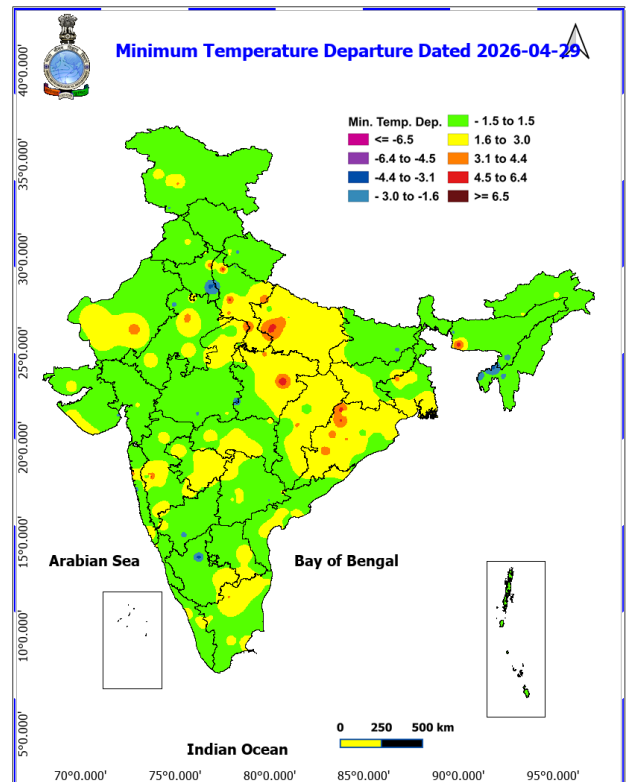 Minimum Temperature Departure Dated 2026-04-29
Min. Temp. Dep.
<= -6.5
-6.4 to -4.5
-4.4 to -3.1
- 3.0 to -1.6
- 1.5 to 1.5
1.6 to 3.0
3.1 to 4.4
4.5 to 6.4
>= 6.5
40°0.000'
35°0.000'
30°0.000'
25°0.000'
20°0.000'
15°0.000'
10°0.000'
5°0.000'
Arabian Sea
Bay of Bengal
0 250 500 km
Indian Ocean
70°0.000' 75°0.000' 80°0.000' 85°0.000' 90°0.000' 95°0.000'